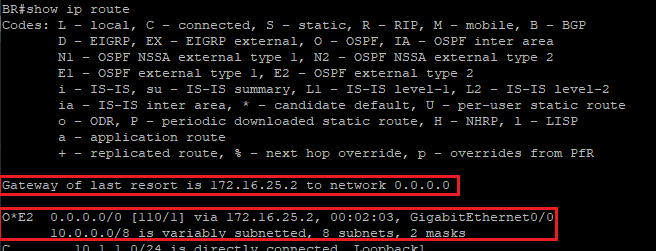 BR#show ip route
Codes: L - local, C - connected, S - static, R - RIP, M - mobile, B - BGP
D - EIGRP, EX - EIGRP external, O - OSPF, IA - OSPF inter area
N1 - OSPF NSSA external type 1, N2 - OSPF NSSA external type 2
E1 - OSPF external type 1, E2 - OSPF external type 2
i - IS-IS, su - IS-IS summary, L1 - IS-IS level-1, L2 - IS-IS level-2
ia - IS-IS inter area, * - candidate default, U - per-user static route
o - ODR, P - periodic downloaded static route, H - NHRP, l - LISP
a - application route
+ - replicated route, % - next hop override, p - overrides from PfR
Gateway of last resort is 172.16.25.2 to network 0.0.0.0
O*E2 0.0.0.0/0 [110/1] via 172.16.25.2, 00:02:03, GigabitEthernet0/0
10.0.0.0/8 is variably subnetted, 8 subnets, 2 masks
C 10.1.1.0/24 is directly connected, Loopback1